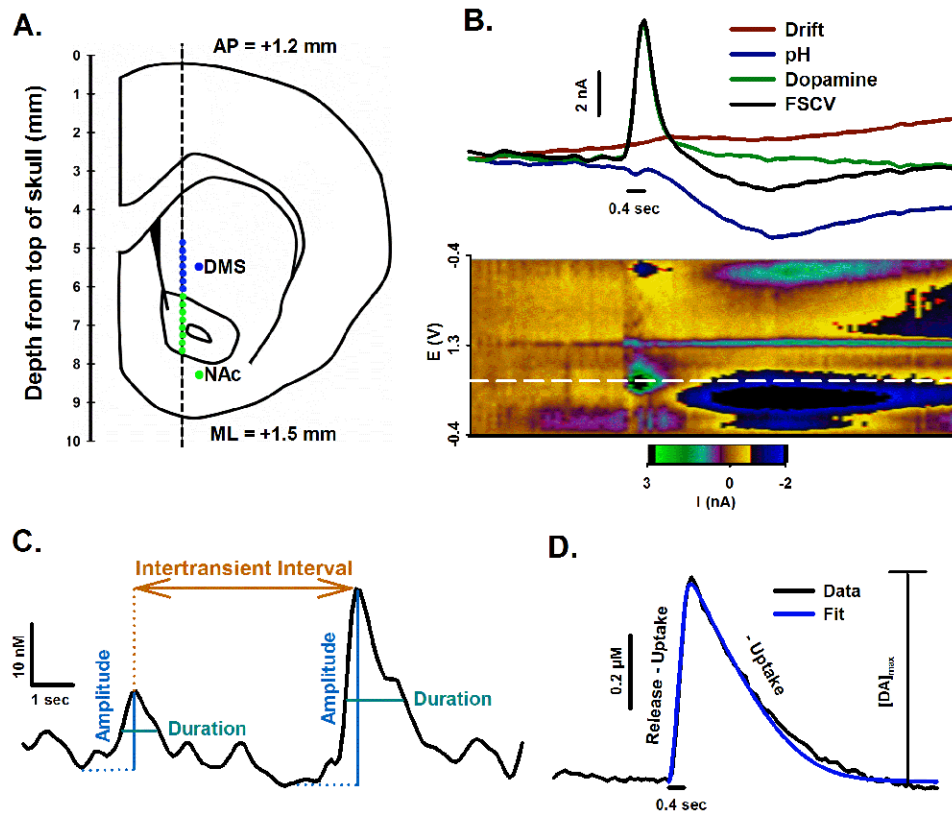 A.
AP = +1.2 mm
Depth from top of skull (mm)
0
1
2
3
4
5
6
7
8
9
10
DMS
NAc
ML = +1.5 mm
B.
2 nA
Drift
pH
Dopamine
FSCV
0.4 sec
E (V)
-0.4
1.3
-0.4
3 0 -2
I (nA)
C.
Intertransient Interval
10 nM
1 sec
Amplitude
Duration
Amplitude
Duration
D.
Data
Fit
0.2 µM
Release - Uptake
- Uptake
[DA]max
0.4 sec